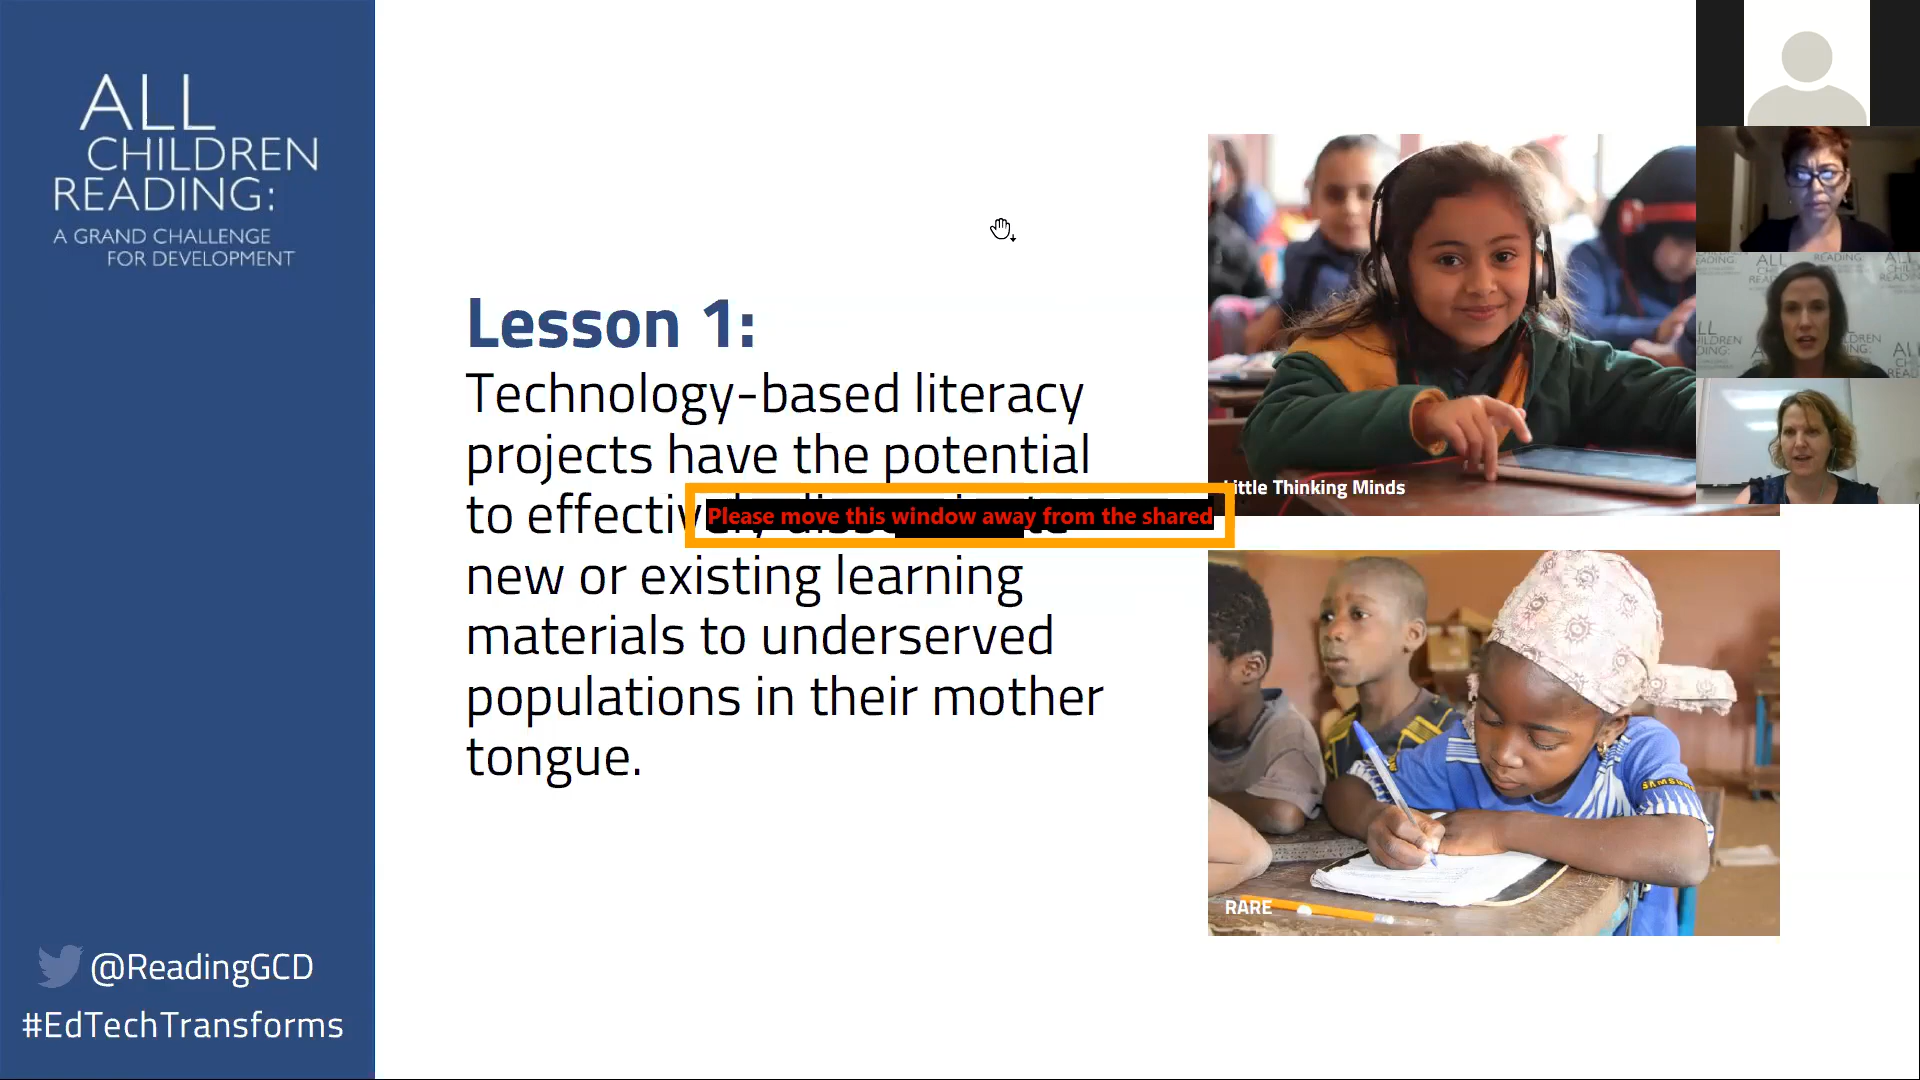 ALL
CHILDREN
READING:
A GRAND CHALLENGE
FOR DEVELOPMENT
Lesson 1:
Technology-based literacy
projects have the potential
to
Please move this window away from the shared
new or existing learning
materials to underserved
populations in their mother
tongue.
Little Thinking Minds
SAMSUNG
RARE
@ReadingGCD
#EdTechTransforms